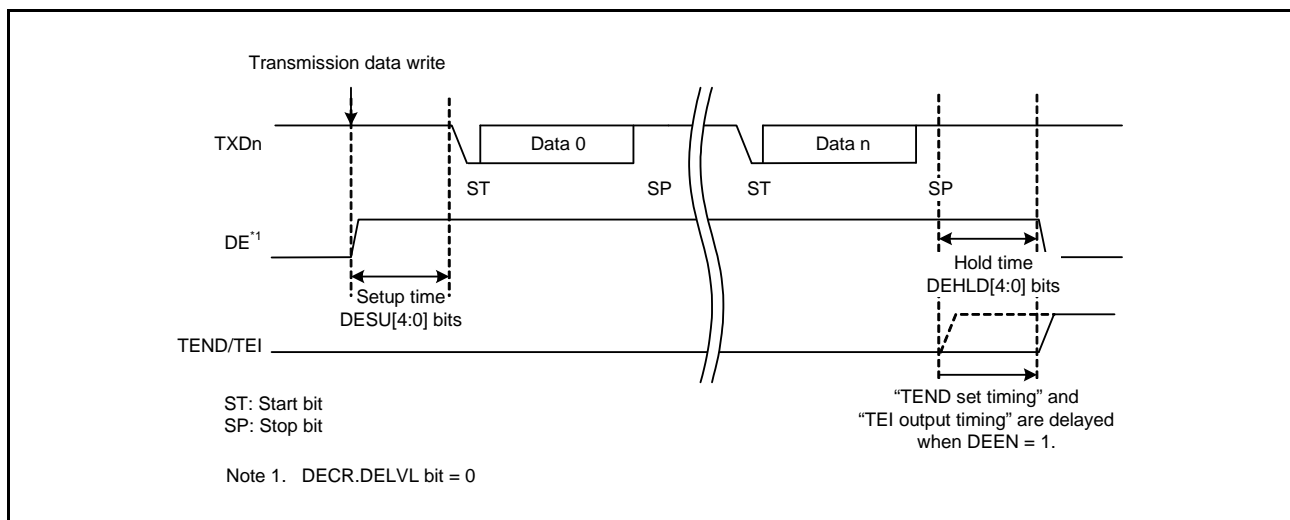 Transmission data write
TXDn
Data 0
Data n
ST
SP
ST
SP
DE*1
Setup time
DESU[4:0] bits
Hold time
DEHLD[4:0] bits
TEND/TEI
ST: Start bit
SP: Stop bit
“TEND set timing” and
“TEI output timing” are delayed
when DEEN = 1.
Note 1. DECR.DELVL bit = 0